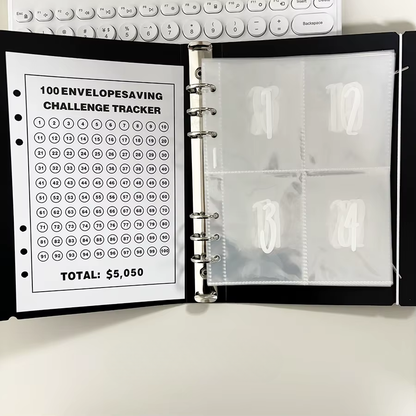 100 ENVELOPESAVING
CHALLENGE TRACKER
1 2 3 4 5 6 7 8 9 10
11 12 13 14 15 16 17 18 19 20
21 22 23 24 25 26 27 28 29 30
31 32 33 34 35 36 37 38 39 40
41 42 43 44 45 46 47 48 49 50
51 52 53 54 55 56 57 58 59 60
61 62 63 64 65 66 67 68 69 70
71 72 73 74 75 76 77 78 79 80
81 82 83 84 85 86 87 88 89 90
91 92 93 94 95 96 97 98 99 100
TOTAL: $5,050
Insert
Backspace